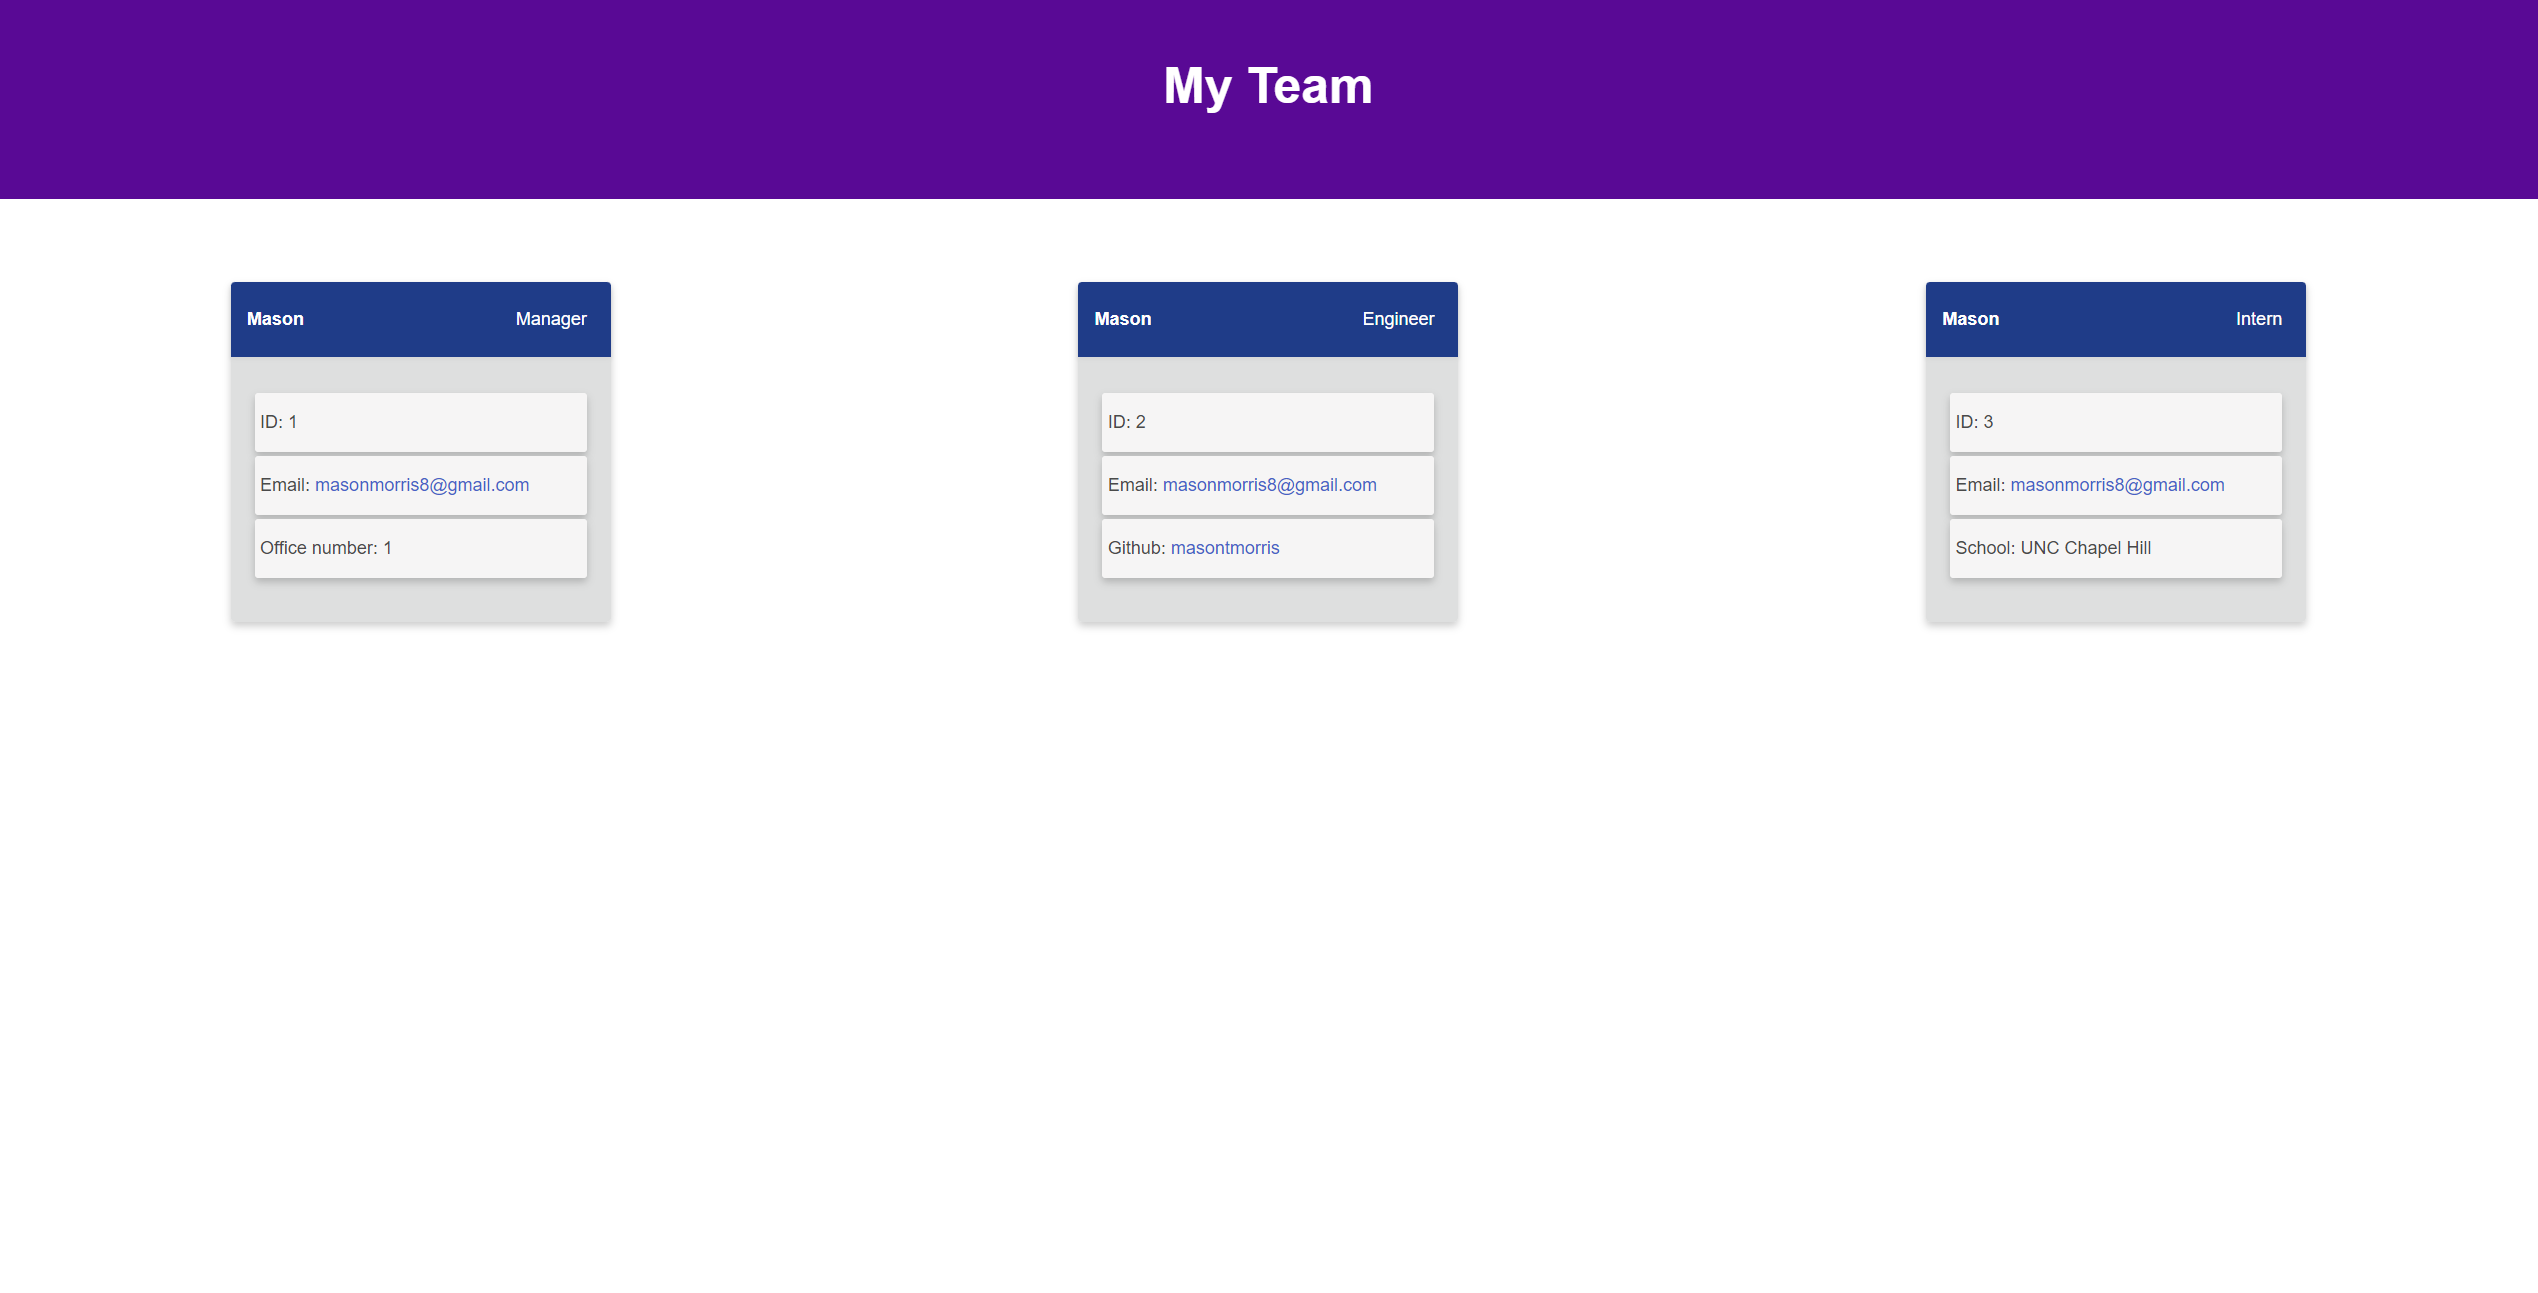 My Team
Mason Manager
ID: 1
Email: masonmorris8@gmail.com
Office number: 1
Mason Engineer
ID: 2
Email: masonmorris8@gmail.com
Github: masontmorris
Mason Intern
ID: 3
Email: masonmorris8@gmail.com
School: UNC Chapel Hill